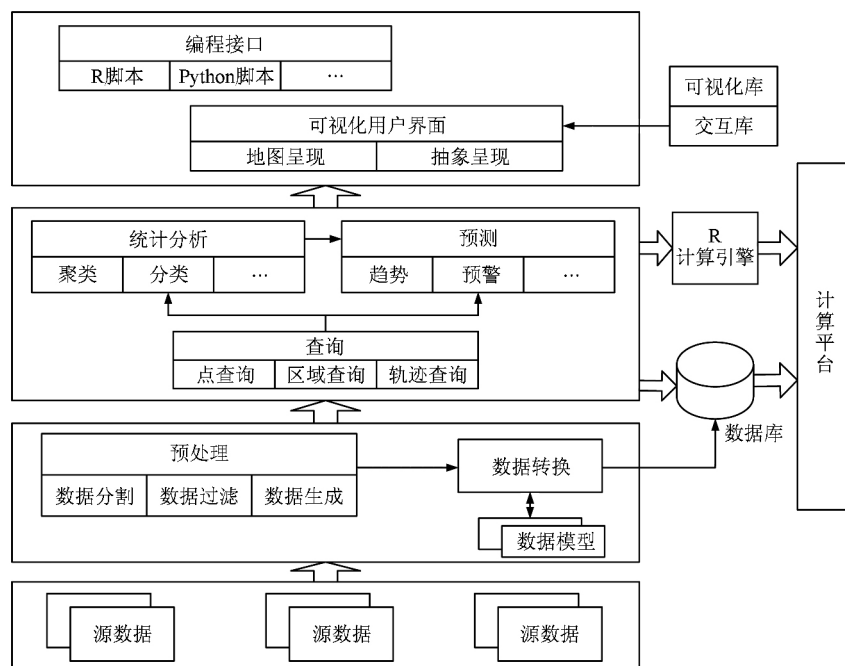 编程接口
R脚本
Python脚本
…
可视化用户界面
地图呈现
抽象呈现
可视化库
交互库
统计分析
聚类
分类
…
预测
趋势
预警
…
R
计算引擎
计算平台
查询
点查询
区域查询
轨迹查询
数据库
预处理
数据分割
数据过滤
数据生成
数据转换
数据模型
源数据
源数据
源数据